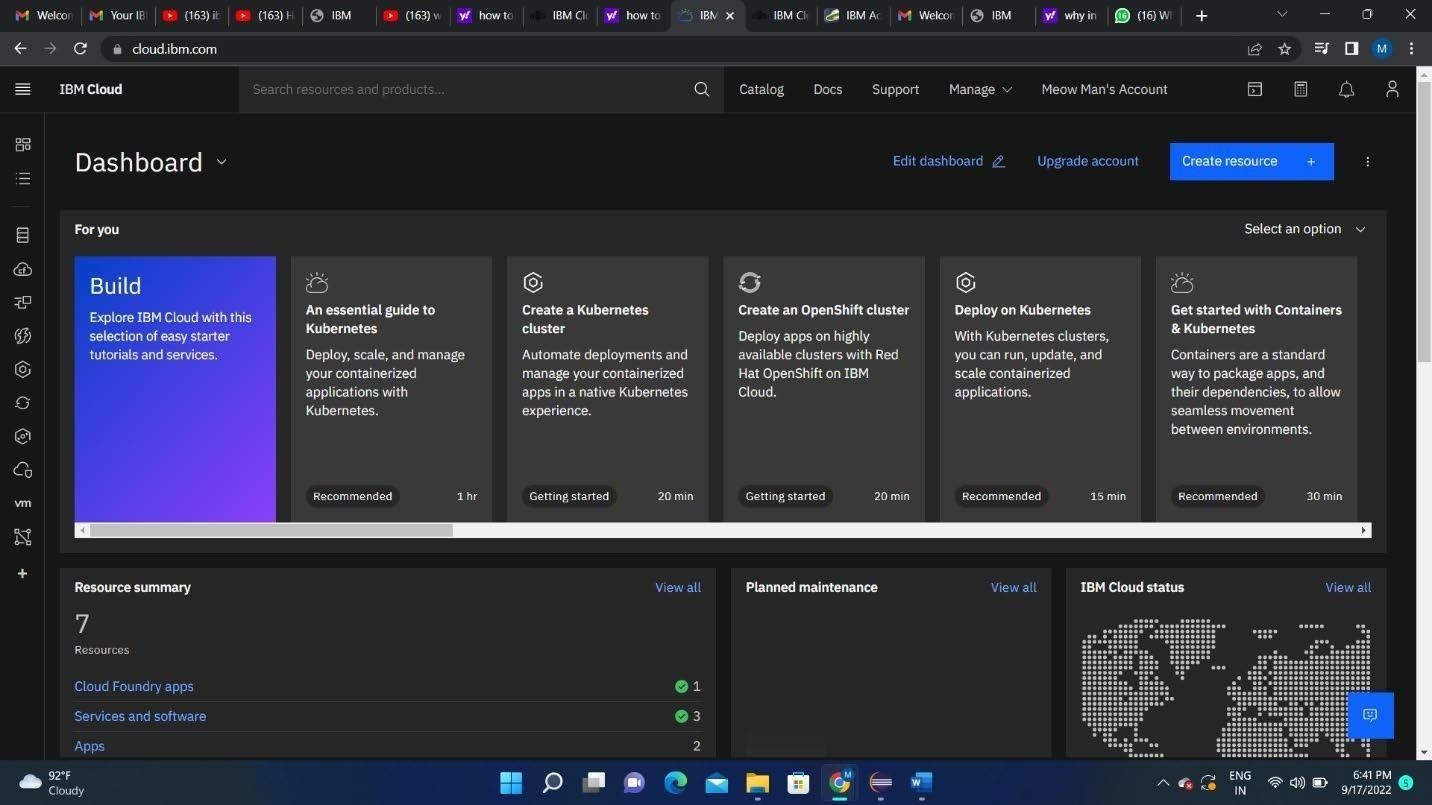 Welcon
Your IB
(163) ib
(163) H
IBM
(163) w
how to
IBM Clo
how to
IBM
IBM Clo
IBM Ac
Welcon
IBM
why in
(16) W
cloud.ibm.com
M
IBM Cloud
Search resources and products...
Catalog
Docs
Support
Manage
Meow Man's Account
Dashboard
Edit dashboard
Upgrade account
Create resource +
For you
Select an option
Build
Explore IBM Cloud with this
selection of easy starter
tutorials and services.
An essential guide to
Kubernetes
Deploy, scale, and manage
your containerized
applications with
Kubernetes.
Recommended
1 hr
Create a Kubernetes
cluster
Automate deployments and
manage your containerized
apps in a native Kubernetes
experience.
Getting started
20 min
Create an OpenShift cluster
Deploy apps on highly
available clusters with Red
Hat OpenShift on IBM
Cloud.
Getting started
20 min
Deploy on Kubernetes
With Kubernetes clusters,
you can run, update, and
scale containerized
applications.
Recommended
15 min
Get started with Containers
& Kubernetes
Containers are a standard
way to package apps, and
their dependencies, to allow
seamless movement
between environments.
Recommended
30 min
cf
vm
Resource summary
View all
7
Resources
Cloud Foundry apps
1
Services and software
3
Apps
2
Planned maintenance
View all
IBM Cloud status
View all
92°F
Cloudy
M
W
ENG
IN
6:41 PM
9/17/2022
S